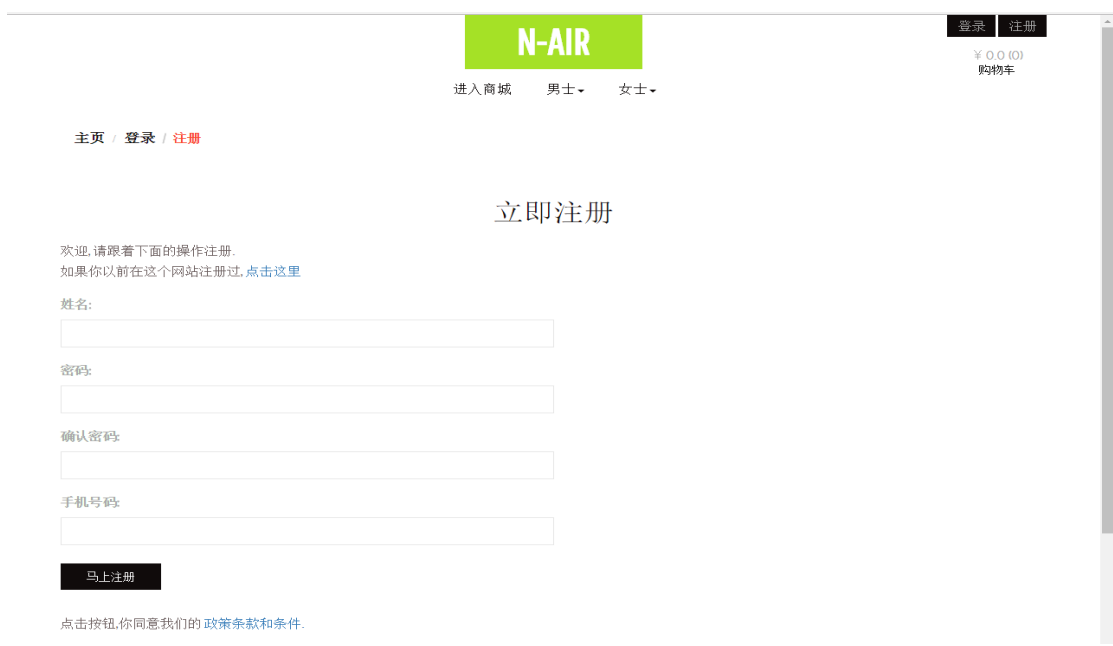 N-AIR
登录 注册
¥ 0.0 (0)
购物车
进入商城 男士 女士
主页 / 登录 / 注册
立即注册
欢迎,请跟着下面的操作注册.
如果你以前在这个网站注册过, 点击这里
姓名:
密码:
确认密码:
手机号码:
马上注册
点击按钮,你同意我们的 政策条款和条件.